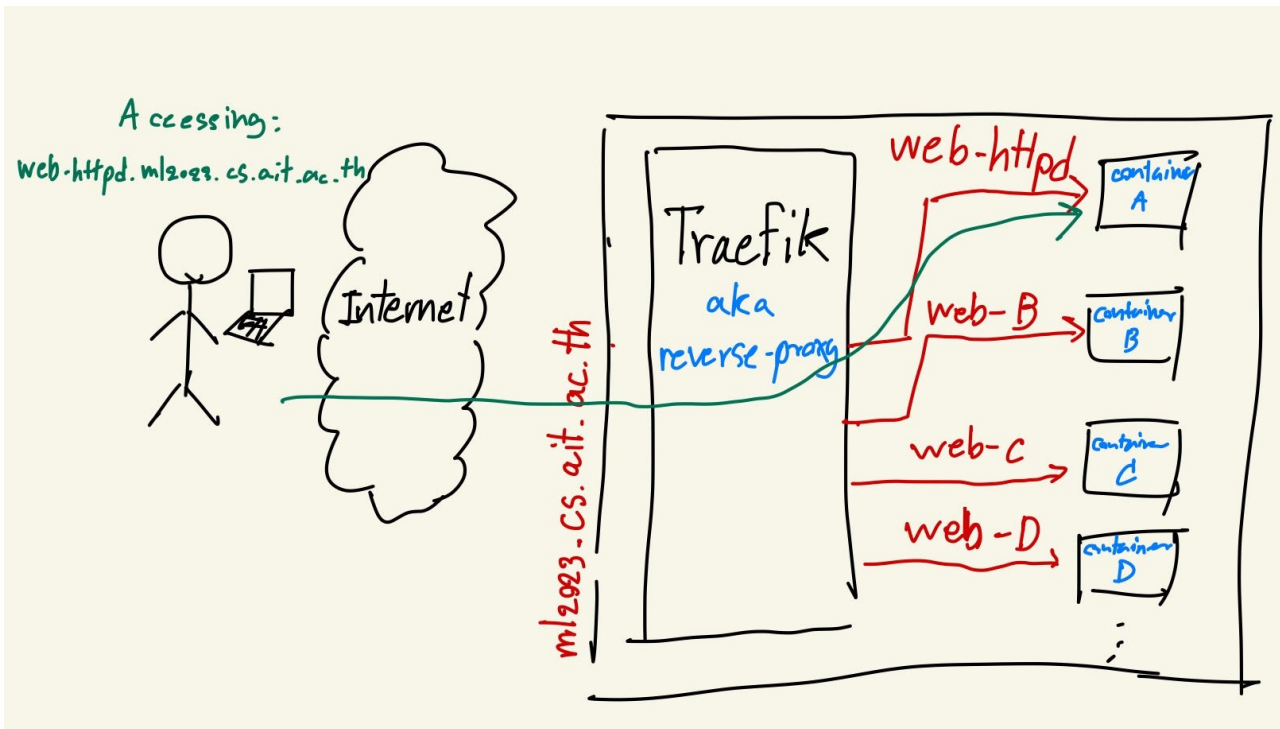 Accessing:
web-httpd.ml2023.cs.ait.ac.th
Internet
ml2023.cs.ait.ac.th
Traefik
aka
reverse-proxy
web-httpd
container
A
web-B
container
B
web-c
container
C
web-D
container
D